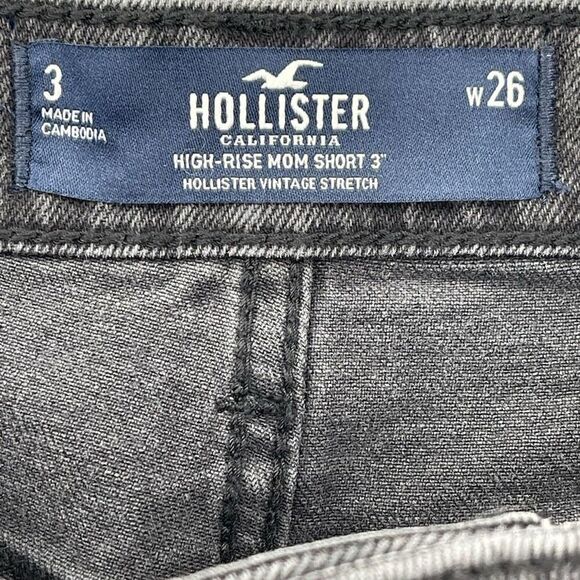 3
MADE IN
CAMBODIA
HOLLISTER
CALIFORNIA
HIGH-RISE MOM SHORT 3"
HOLLISTER VINTAGE STRETCH
W26